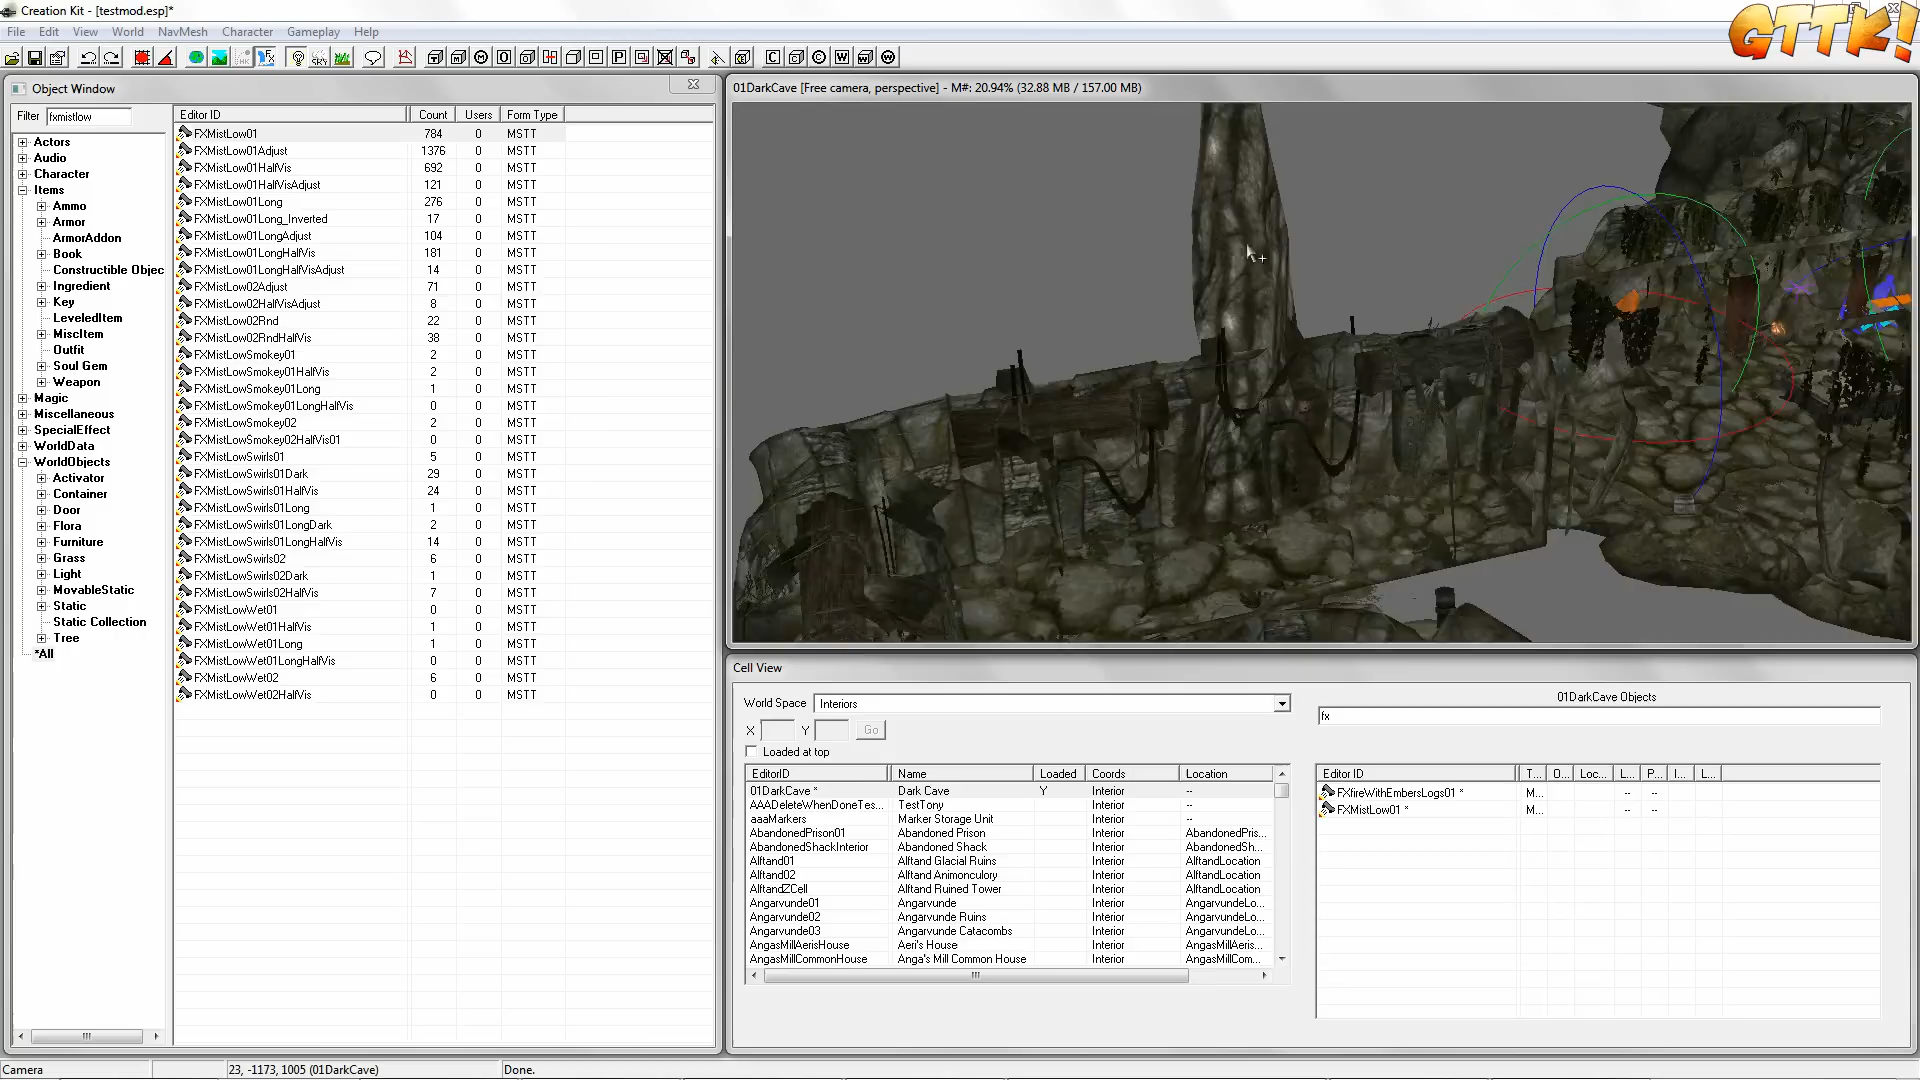 Creation Kit - [testmod.esp]*
GTTK!
File Edit View World NavMesh Character Gameplay Help
Object Window
Filter fxmistlow
Actors
Audio
Character
Items
Ammo
Armor
ArmorAddon
Book
Constructible Objec
Ingredient
Key
LeveledItem
MiscItem
Outfit
Soul Gem
Weapon
Magic
Miscellaneous
SpecialEffect
WorldData
WorldObjects
Activator
Container
Door
Flora
Furniture
Grass
Light
MovableStatic
Static
Static Collection
Tree
*All
Editor ID Count Users Form Type
FXMistLow01 784 0 MSTT
FXMistLow01Adjust 1376 0 MSTT
FXMistLow01HalfVis 692 0 MSTT
FXMistLow01HalfVisAdjust 121 0 MSTT
FXMistLow01Long 276 0 MSTT
FXMistLow01Long_Inverted 17 0 MSTT
FXMistLow01LongAdjust 104 0 MSTT
FXMistLow01LongHalfVis 181 0 MSTT
FXMistLow01LongHalfVisAdjust 14 0 MSTT
FXMistLow02Adjust 71 0 MSTT
FXMistLow02HalfVisAdjust 8 0 MSTT
FXMistLow02Rnd 22 0 MSTT
FXMistLow02RndHalfVis 38 0 MSTT
FXMistLowSmokey01 2 0 MSTT
FXMistLowSmokey01HalfVis 2 0 MSTT
FXMistLowSmokey01Long 1 0 MSTT
FXMistLowSmokey01LongHalfVis 0 0 MSTT
FXMistLowSmokey02 2 0 MSTT
FXMistLowSmokey02HalfVis01 0 0 MSTT
FXMistLowSwirls01 5 0 MSTT
FXMistLowSwirls01Dark 29 0 MSTT
FXMistLowSwirls01HalfVis 24 0 MSTT
FXMistLowSwirls01Long 1 0 MSTT
FXMistLowSwirls01LongDark 2 0 MSTT
FXMistLowSwirls01LongHalfVis 14 0 MSTT
FXMistLowSwirls02 6 0 MSTT
FXMistLowSwirls02Dark 1 0 MSTT
FXMistLowSwirls02HalfVis 7 0 MSTT
FXMistLowWet01 0 0 MSTT
FXMistLowWet01HalfVis 1 0 MSTT
FXMistLowWet01Long 1 0 MSTT
FXMistLowWet01LongHalfVis 0 0 MSTT
FXMistLowWet02 6 0 MSTT
FXMistLowWet02HalfVis 0 0 MSTT
01DarkCave [Free camera, perspective] - M#: 20.94% (32.88 MB / 157.00 MB)
Cell View
World Space Interiors
X Y Go
Loaded at top
EditorID Name Loaded Coords Location
01DarkCave * Dark Cave Y Interior --
AAADeleteWhenDoneTes... TestTony Interior --
aaaMarkers Marker Storage Unit Interior --
AbandonedPrison01 Abandoned Prison Interior AbandonedPris...
AbandonedShackInterior Abandoned Shack Interior AbandonedSh...
Alftand01 Alftand Glacial Ruins Interior AlftandLocation
Alftand02 Alftand Animonculory Interior AlftandLocation
AlftandZCell Alftand Ruined Tower Interior AlftandLocation
Angarvunde01 Angarvunde Interior AngarvundeLo...
Angarvunde02 Angarvunde Ruins Interior AngarvundeLo...
Angarvunde03 Angarvunde Catacombs Interior AngarvundeLo...
AngasMillAerisHouse Aeri's House Interior AngasMillAeris...
AngasMillCommonHouse Anga's Mill Common House Interior AngasMillCom...
01DarkCave Objects
fx
Editor ID T... O... Loc... L... P... I... L...
FXfireWithEmbersLogs01 * M... -- --
FXMistLow01 * M... -- --
Camera 23, -1173, 1005 (01DarkCave) Done.